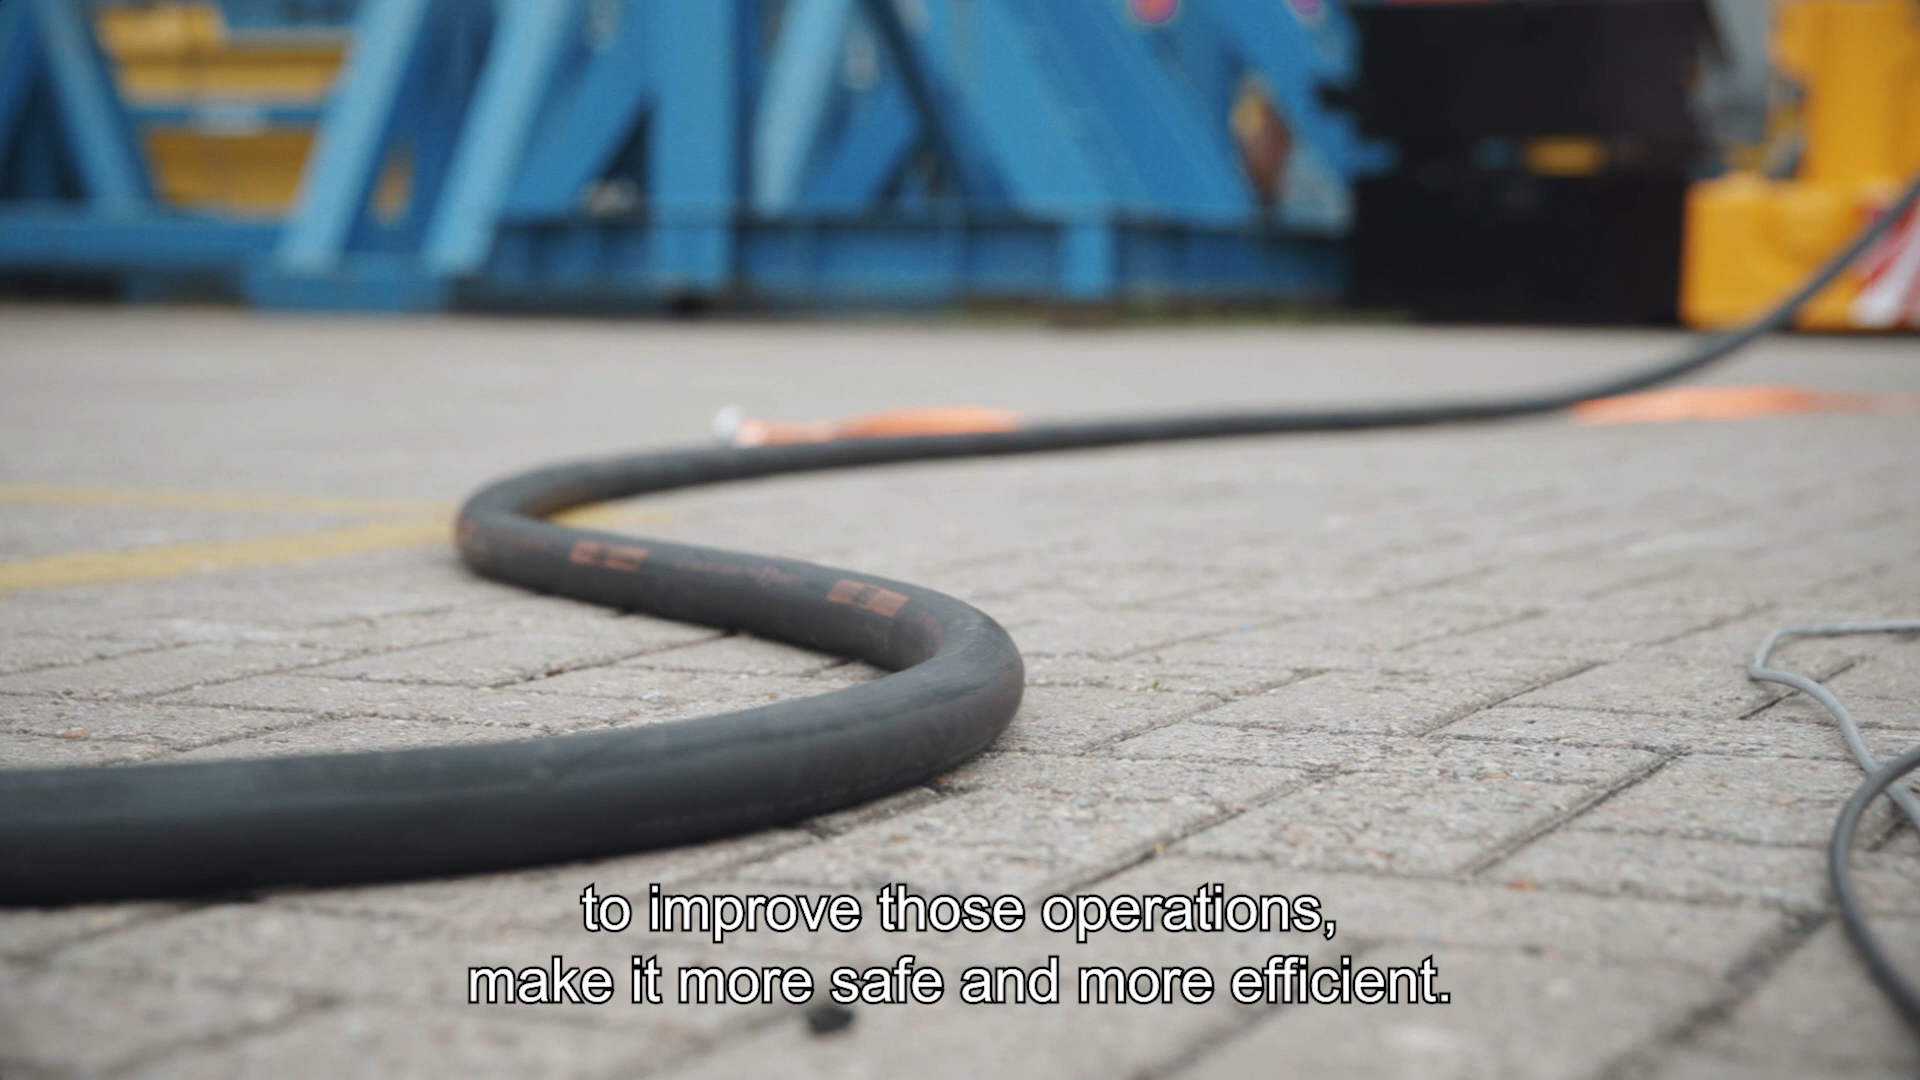 to improve those operations,
make it more safe and more efficient.